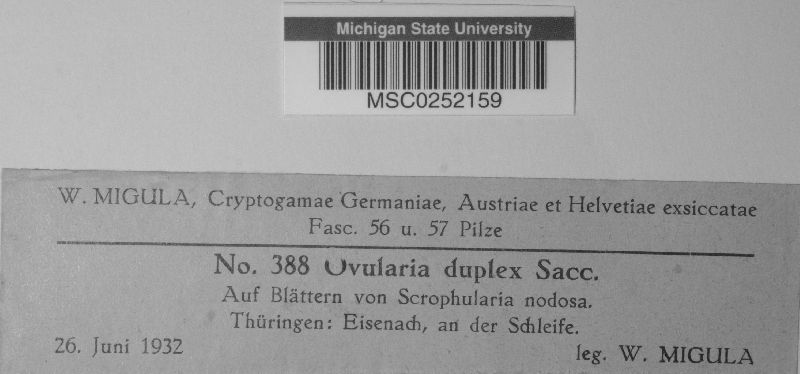 Michigan State University
MSC0252159
W. MIGULA, Cryptogamae Germaniae, Austriae et Helvetiae exsiccatae
Fasc. 56 u. 57 Pilze
No. 388 Ovularia duplex Sacc.
Auf Blättern von Scrophularia nodosa.
Thüringen: Eisenach, an der Schleife.
26. Juni 1932
leg. W. MIGULA